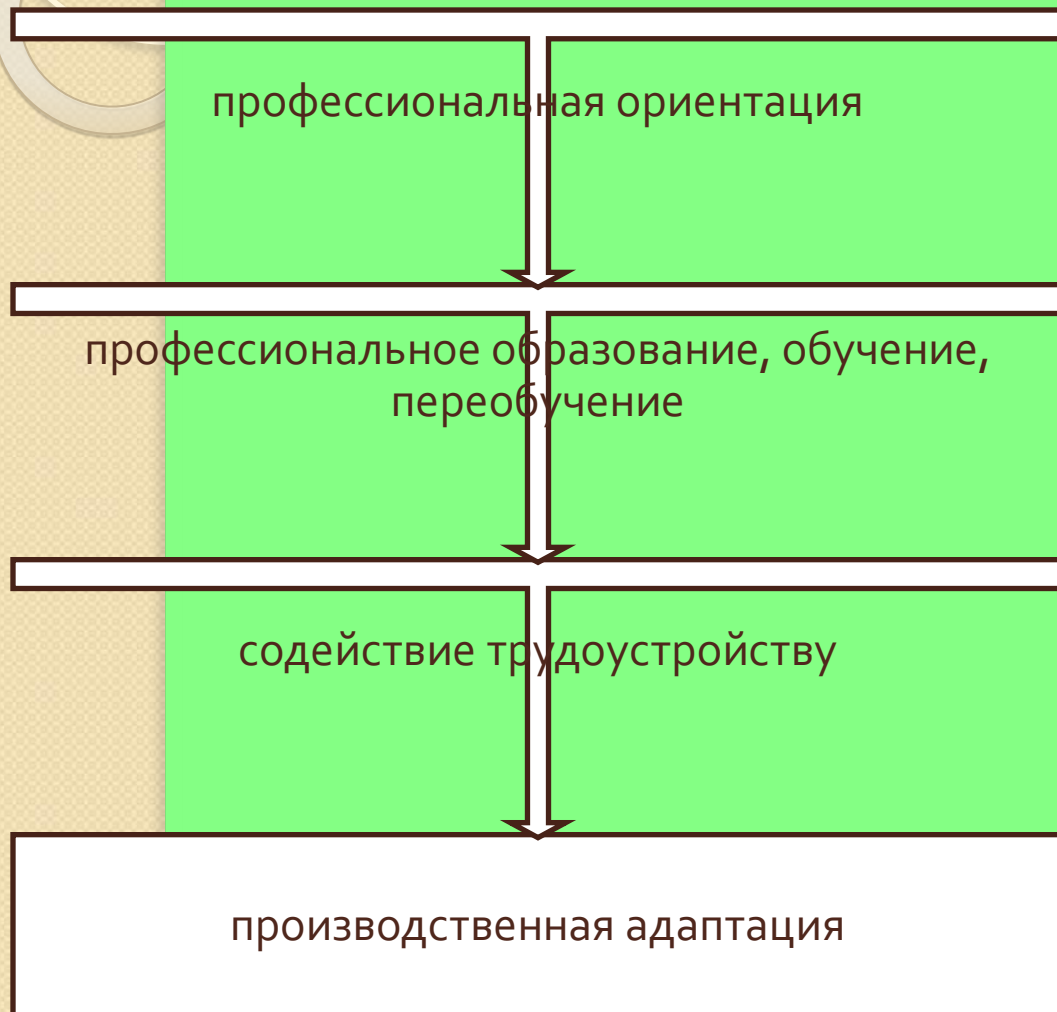 профессиональная ориентация
профессиональное образование, обучение,
переобучение
содействие трудоустройству
производственная адаптация